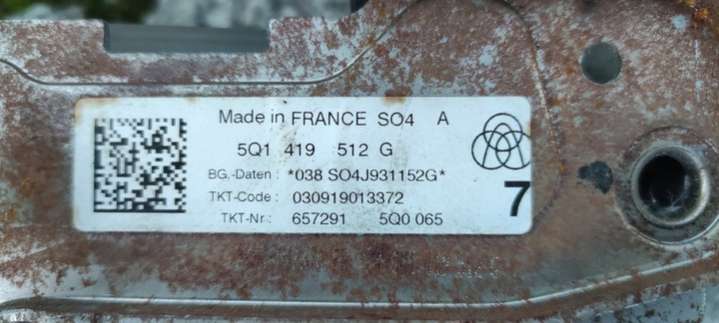 Made in FRANCE SO4 A
5Q1 419 512 G
BG.-Daten : *038 SO4J931152G*
TKT-Code : 030919013372
TKT-Nr.: 657291 5Q0 065
7